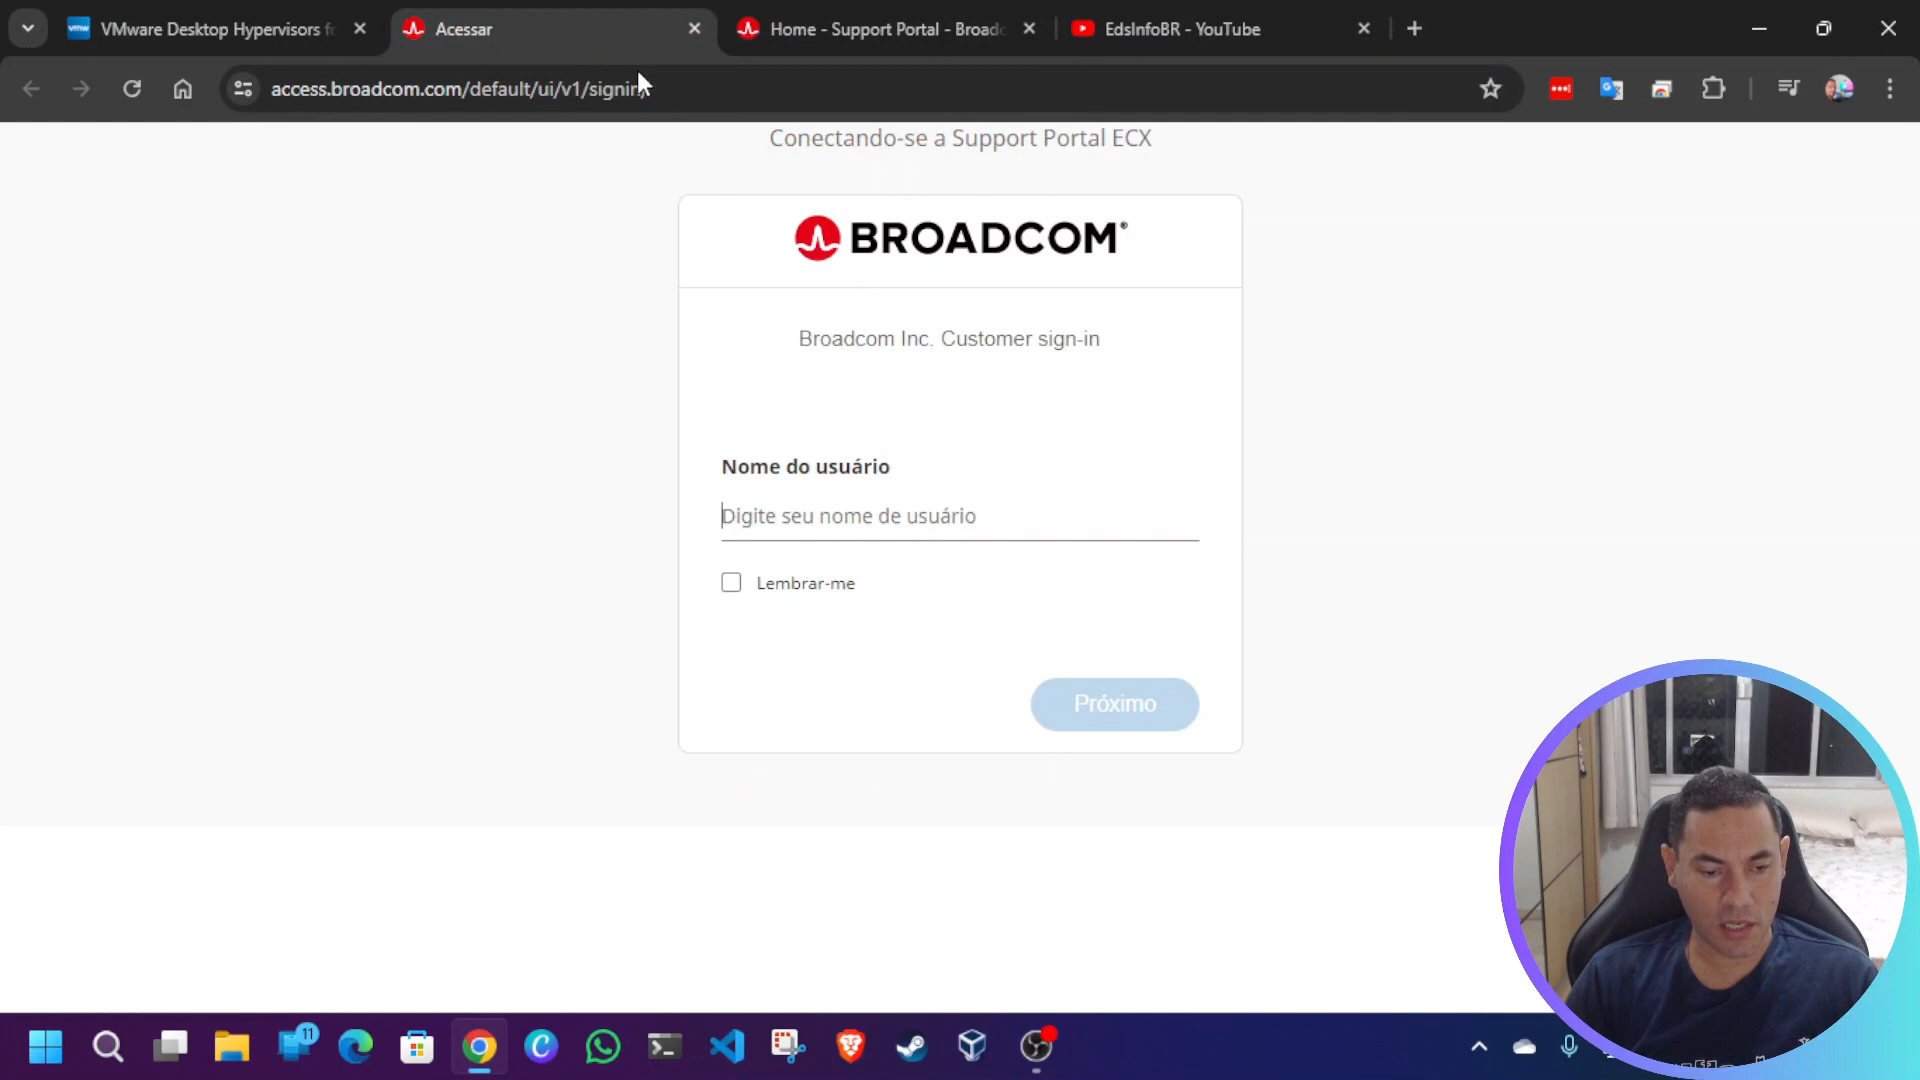 VMware Desktop Hypervisors f
Acessar
Home - Support Portal - Broadc
EdsInfoBR - YouTube
access.broadcom.com/default/ui/v1/signin/
Conectando-se a Support Portal ECX
BROADCOM®
Broadcom Inc. Customer sign-in
Nome do usuário
Digite seu nome de usuário
Lembrar-me
Próximo
11